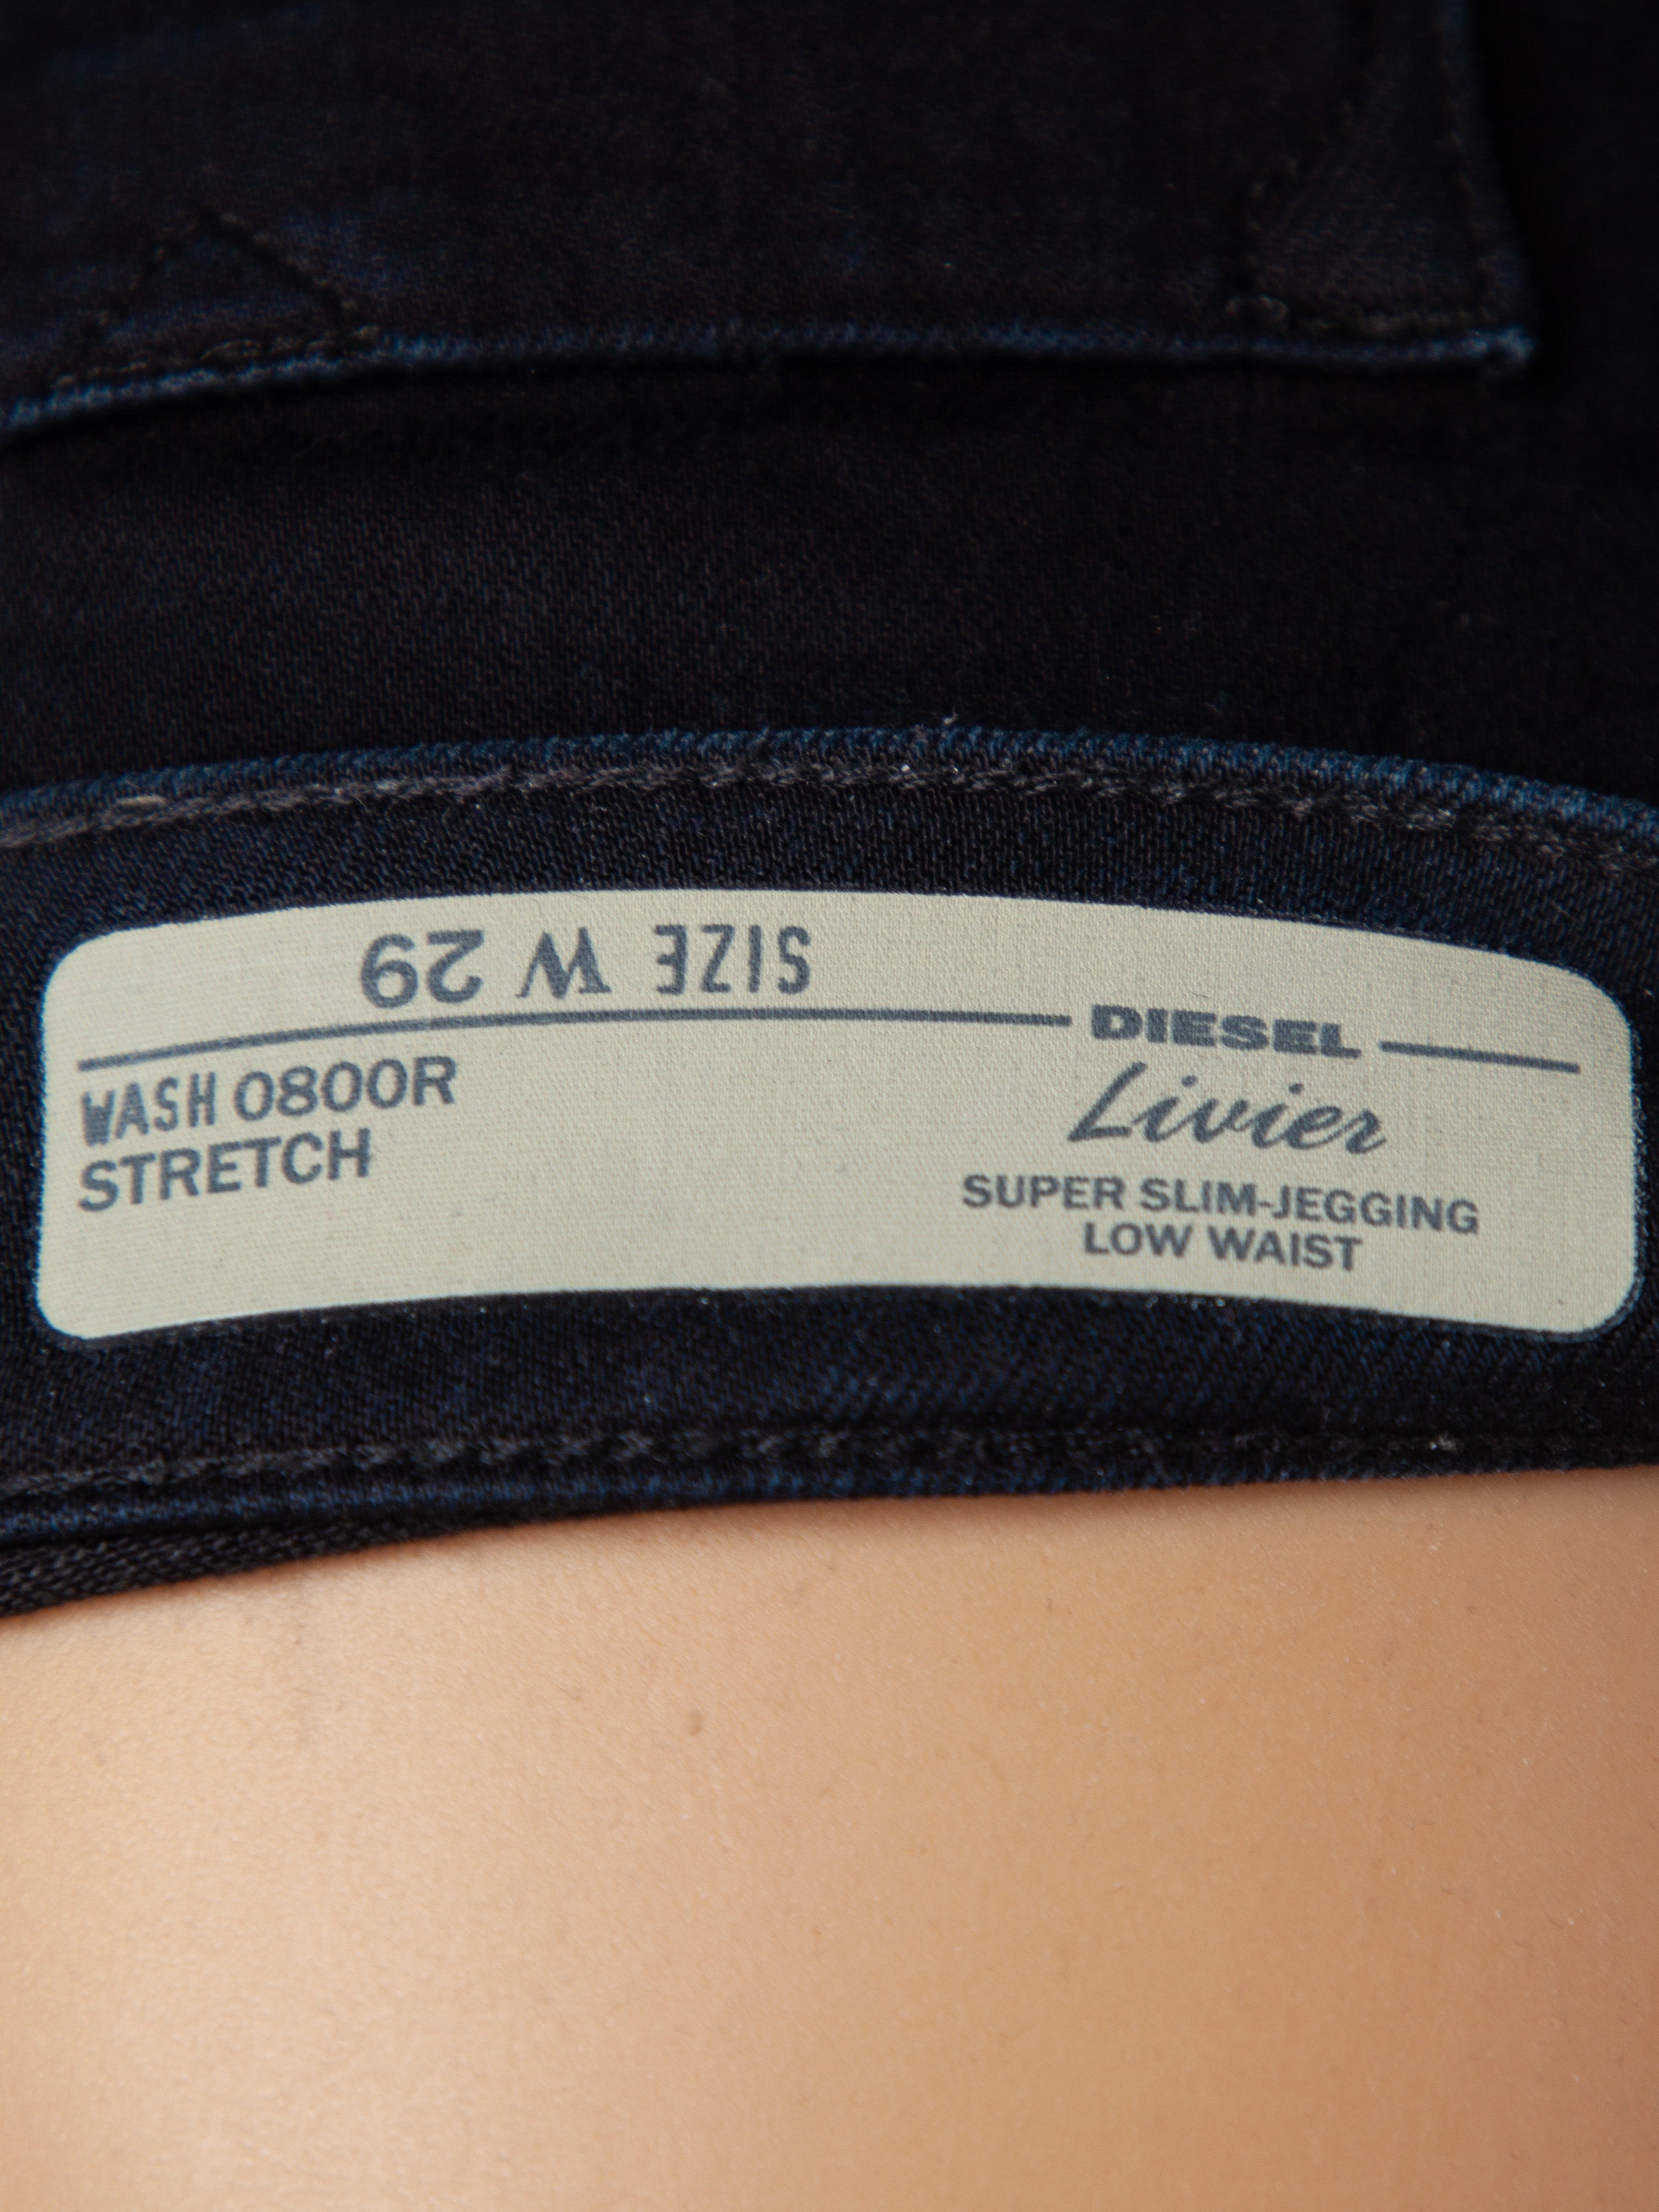 SIZE W 29
DIESEL
WASH 0800R
STRETCH
Livier
SUPER SLIM-JEGGING
LOW WAIST